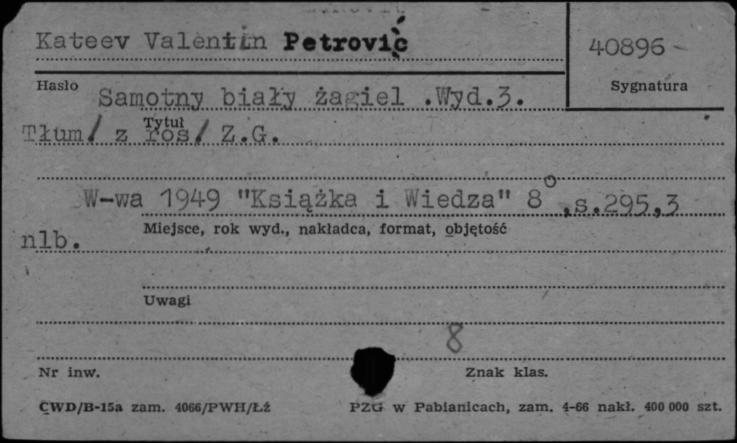 Kateev Valentin Petrović
40896-
Hasło
Sygnatura
Samotny biały żagiel .Wyd.3.
Tytuł
Tłum/ z ros/ Z.G.
W-wa 1949 "Książka i Wiedza" 8° ,s.295,3
Miejsce, rok wyd., nakładca, format, objętość
nlb.
Uwagi
8
Nr inw.
Znak klas.
CWD/B-15a zam. 4066/PWH/Łź
PZG w Pabianicach, zam. 4-66 nakł. 400 000 szt.